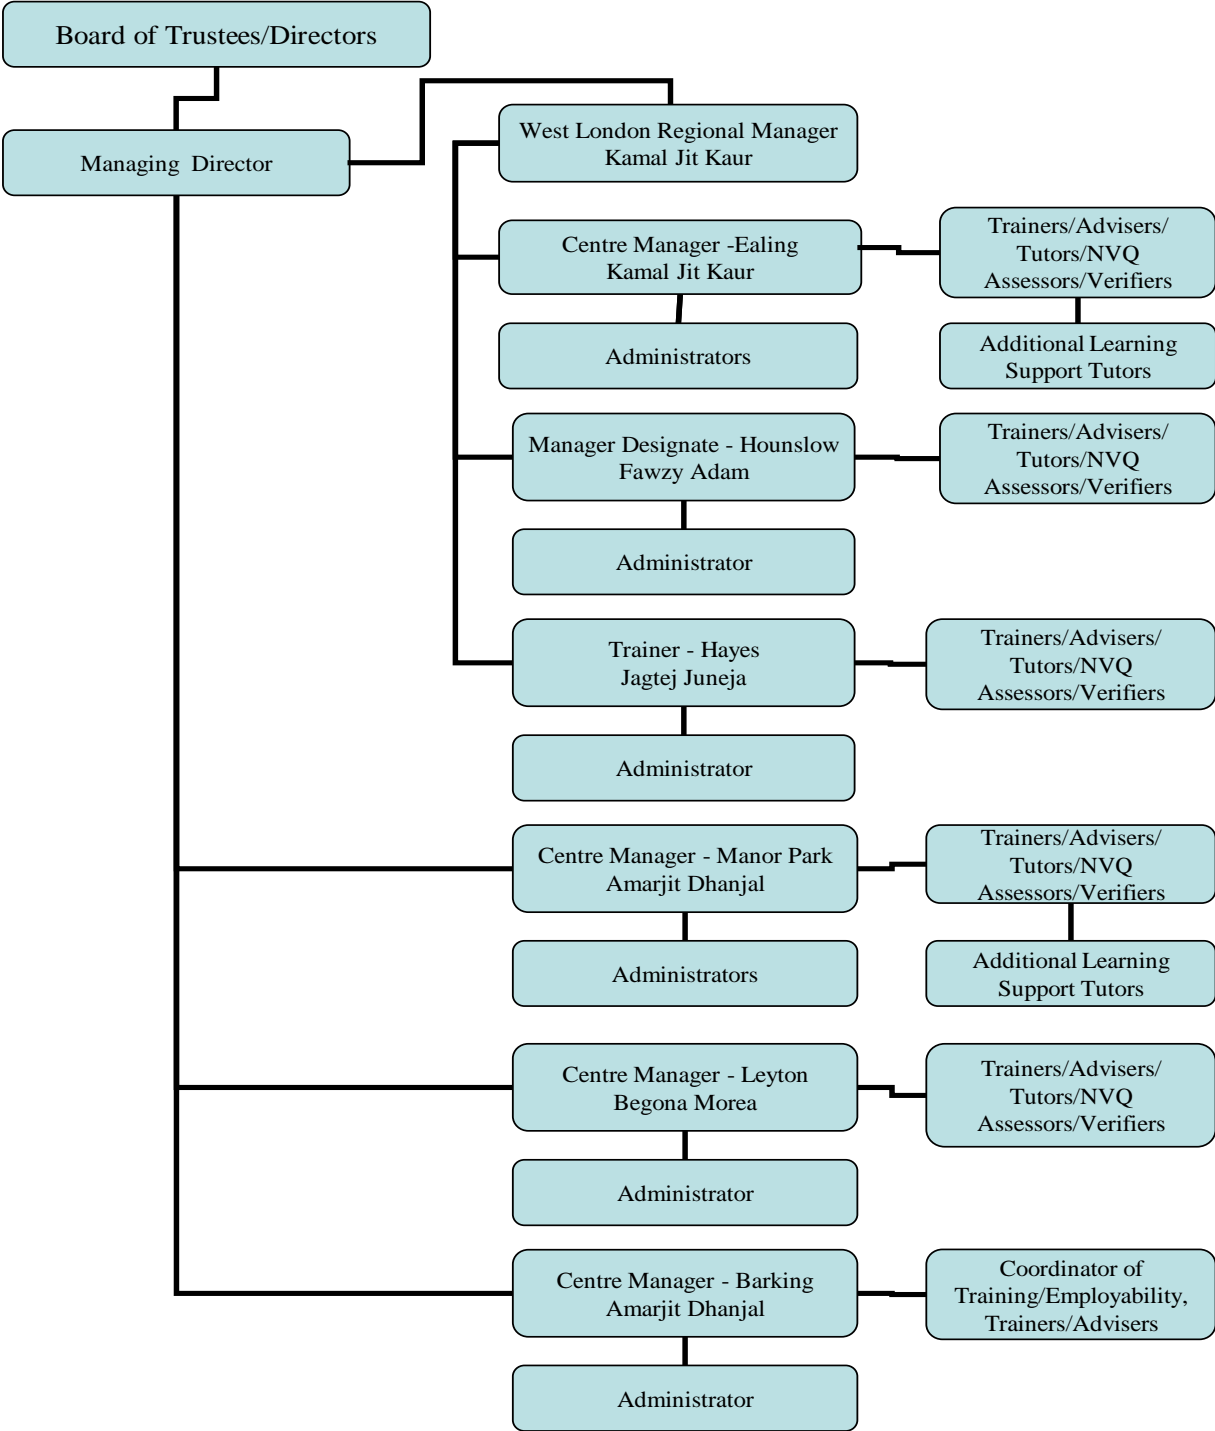 Board of Trustees/Directors
Managing Director
West London Regional Manager
Kamal Jit Kaur
Centre Manager -Ealing
Kamal Jit Kaur
Trainers/Advisers/
Tutors/NVQ
Assessors/Verifiers
Administrators
Additional Learning
Support Tutors
Manager Designate - Hounslow
Fawzy Adam
Trainers/Advisers/
Tutors/NVQ
Assessors/Verifiers
Administrator
Trainer - Hayes
Jagtej Juneja
Trainers/Advisers/
Tutors/NVQ
Assessors/Verifiers
Administrator
Centre Manager - Manor Park
Amarjit Dhanjal
Trainers/Advisers/
Tutors/NVQ
Assessors/Verifiers
Administrators
Additional Learning
Support Tutors
Centre Manager - Leyton
Begona Morea
Trainers/Advisers/
Tutors/NVQ
Assessors/Verifiers
Administrator
Centre Manager - Barking
Amarjit Dhanjal
Coordinator of
Training/Employability,
Trainers/Advisers
Administrator